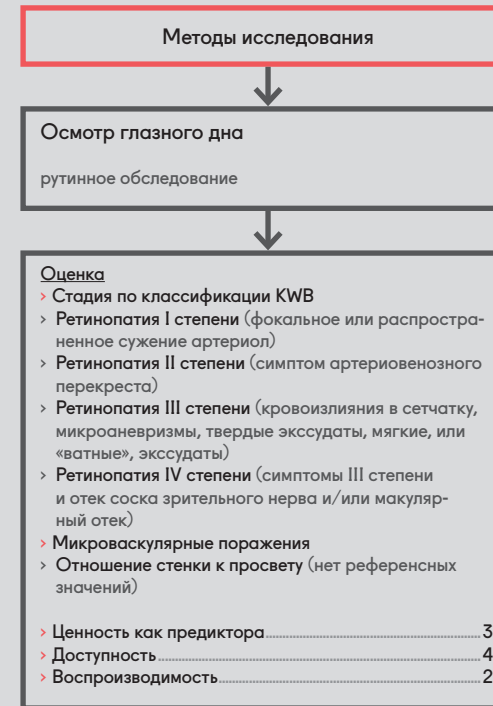 Методы исследования
Осмотр глазного дна
рутинное обследование
Оценка
> Стадия по классификации KWB
> Ретинопатия I степени (фокальное или распростра-
ненное сужение артериол)
> Ретинопатия II степени (симптом артериовенозного
перекреста)
> Ретинопатия III степени (кровоизлияния в сетчатку,
микроаневризмы, твердые экссудаты, мягкие, или
«ватные», экссудаты)
> Ретинопатия IV степени (симптомы III степени
и отек соска зрительного нерва и/или макуляр-
ный отек)
> Микроваскулярные поражения
> Отношение стенки к просвету (нет референсных
значений)
> Ценность как предиктора 3
> Доступность 4
> Воспроизводимость 2